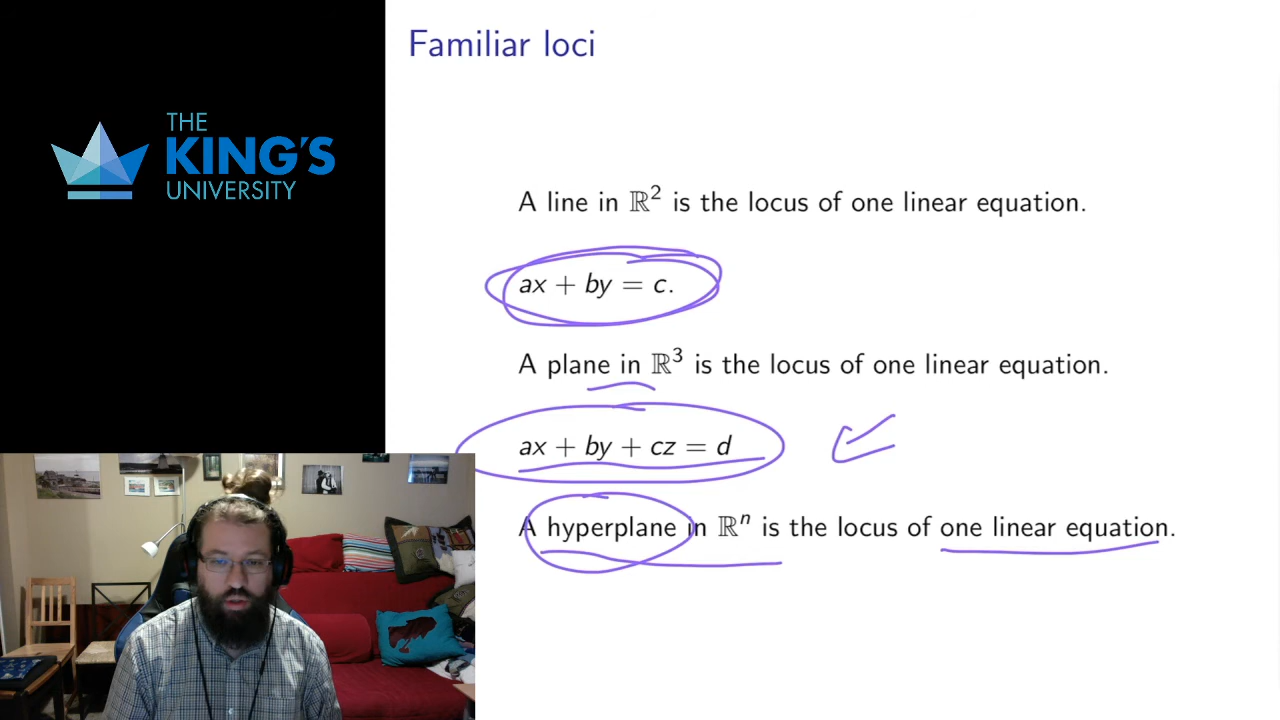 THE
KING'S
UNIVERSITY
Familiar loci
A line in ℝ² is the locus of one linear equation.
ax + by = c.
A plane in ℝ³ is the locus of one linear equation.
ax + by + cz = d
A hyperplane in ℝⁿ is the locus of one linear equation.